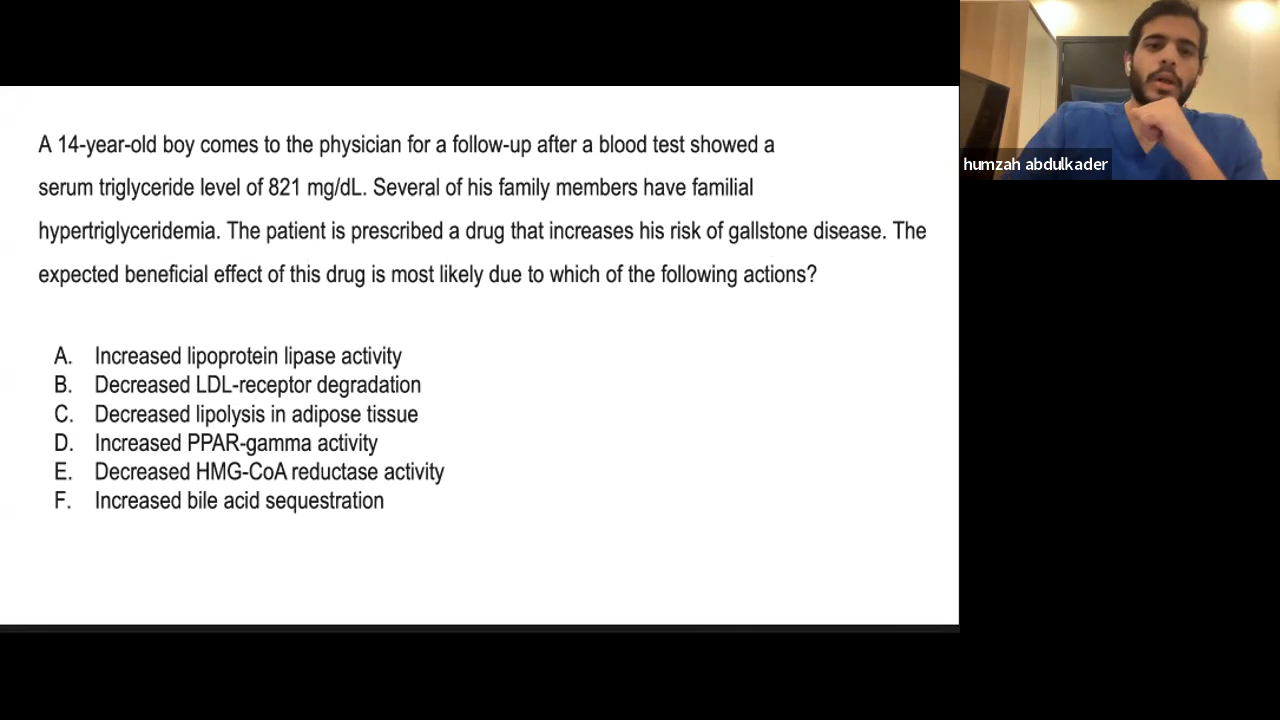 A 14-year-old boy comes to the physician for a follow-up after a blood test showed a
serum triglyceride level of 821 mg/dL. Several of his family members have familial
hypertriglyceridemia. The patient is prescribed a drug that increases his risk of gallstone disease. The
expected beneficial effect of this drug is most likely due to which of the following actions?
A. Increased lipoprotein lipase activity
B. Decreased LDL-receptor degradation
C. Decreased lipolysis in adipose tissue
D. Increased PPAR-gamma activity
E. Decreased HMG-CoA reductase activity
F. Increased bile acid sequestration
humzah abdulkader